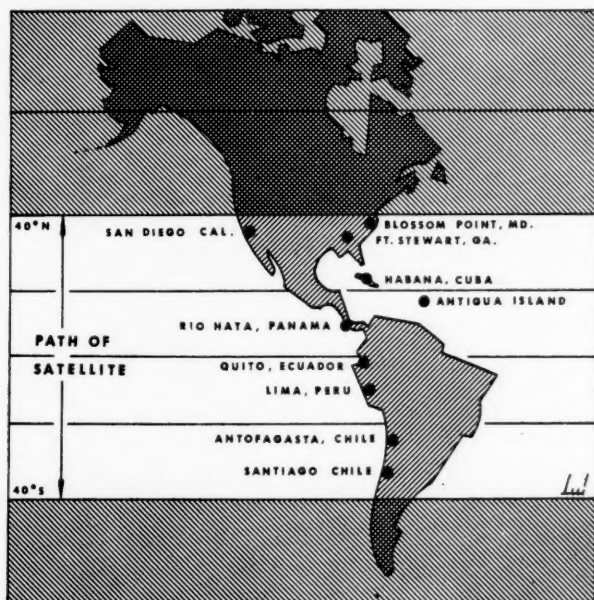 40°N
SAN DIEGO CAL.
BLOSSOM POINT, MD.
FT. STEWART, GA.
HABANA, CUBA
ANTIGUA ISLAND
RIO HATA, PANAMA
PATH OF
SATELLITE
QUITO, ECUADOR
LIMA, PERU
ANTOFAGASTA, CHILE
SANTIAGO CHILE
40°S